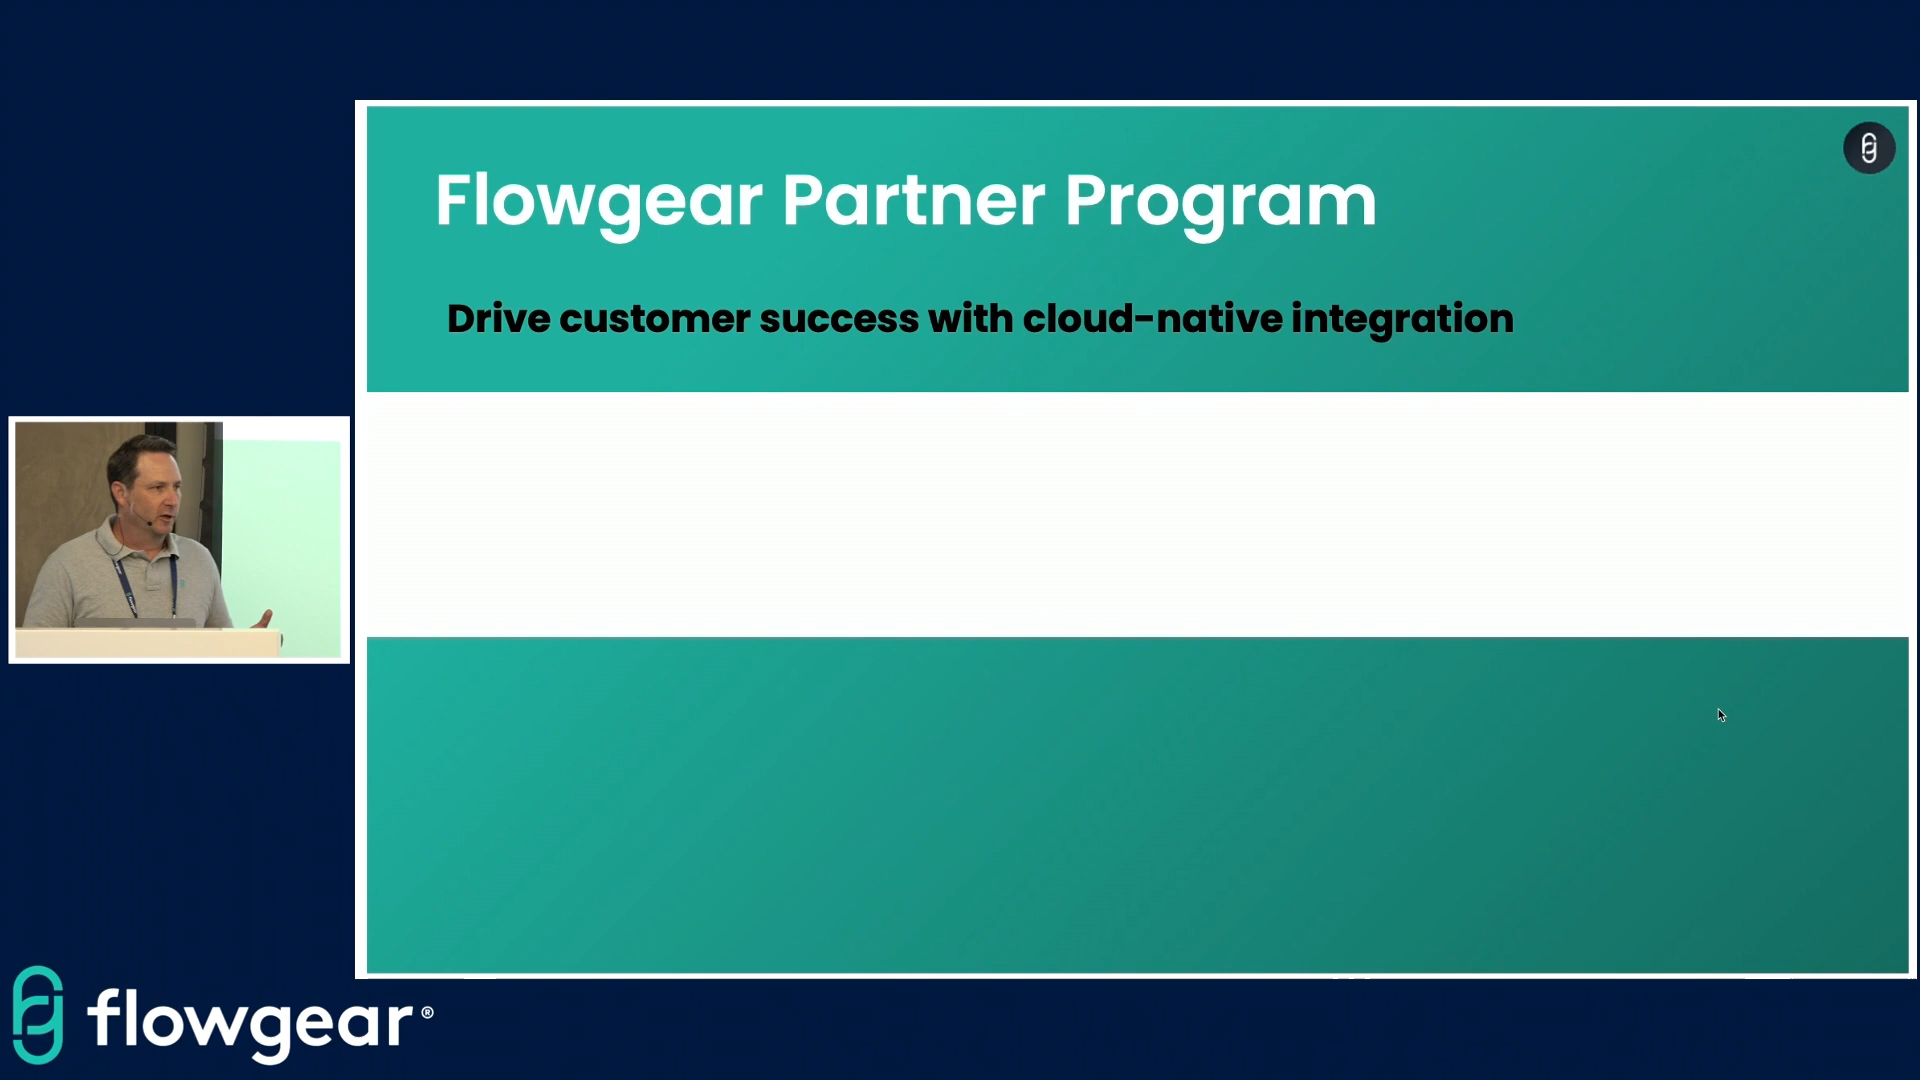 Flowgear Partner Program
Drive customer success with cloud-native integration
flowgear®